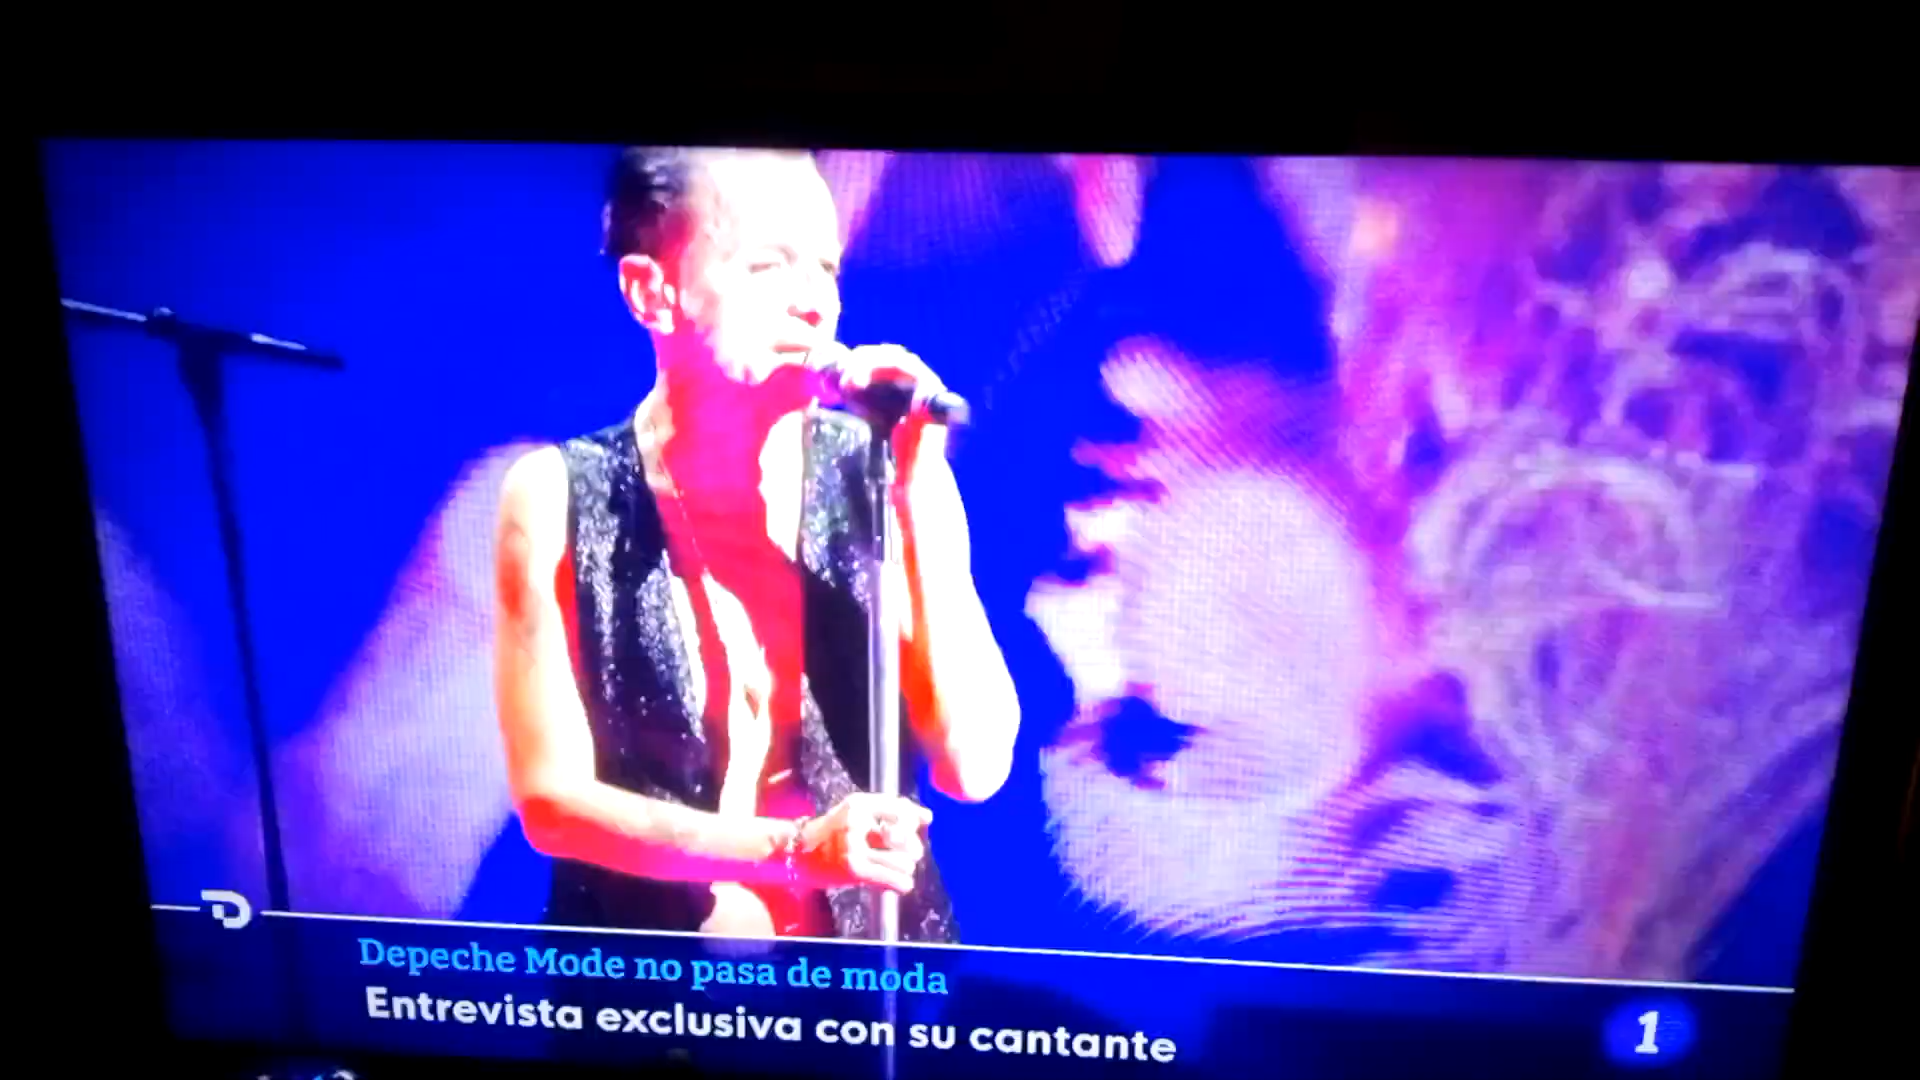 Depeche Mode no pasa de moda
Entrevista exclusiva con su cantante
1